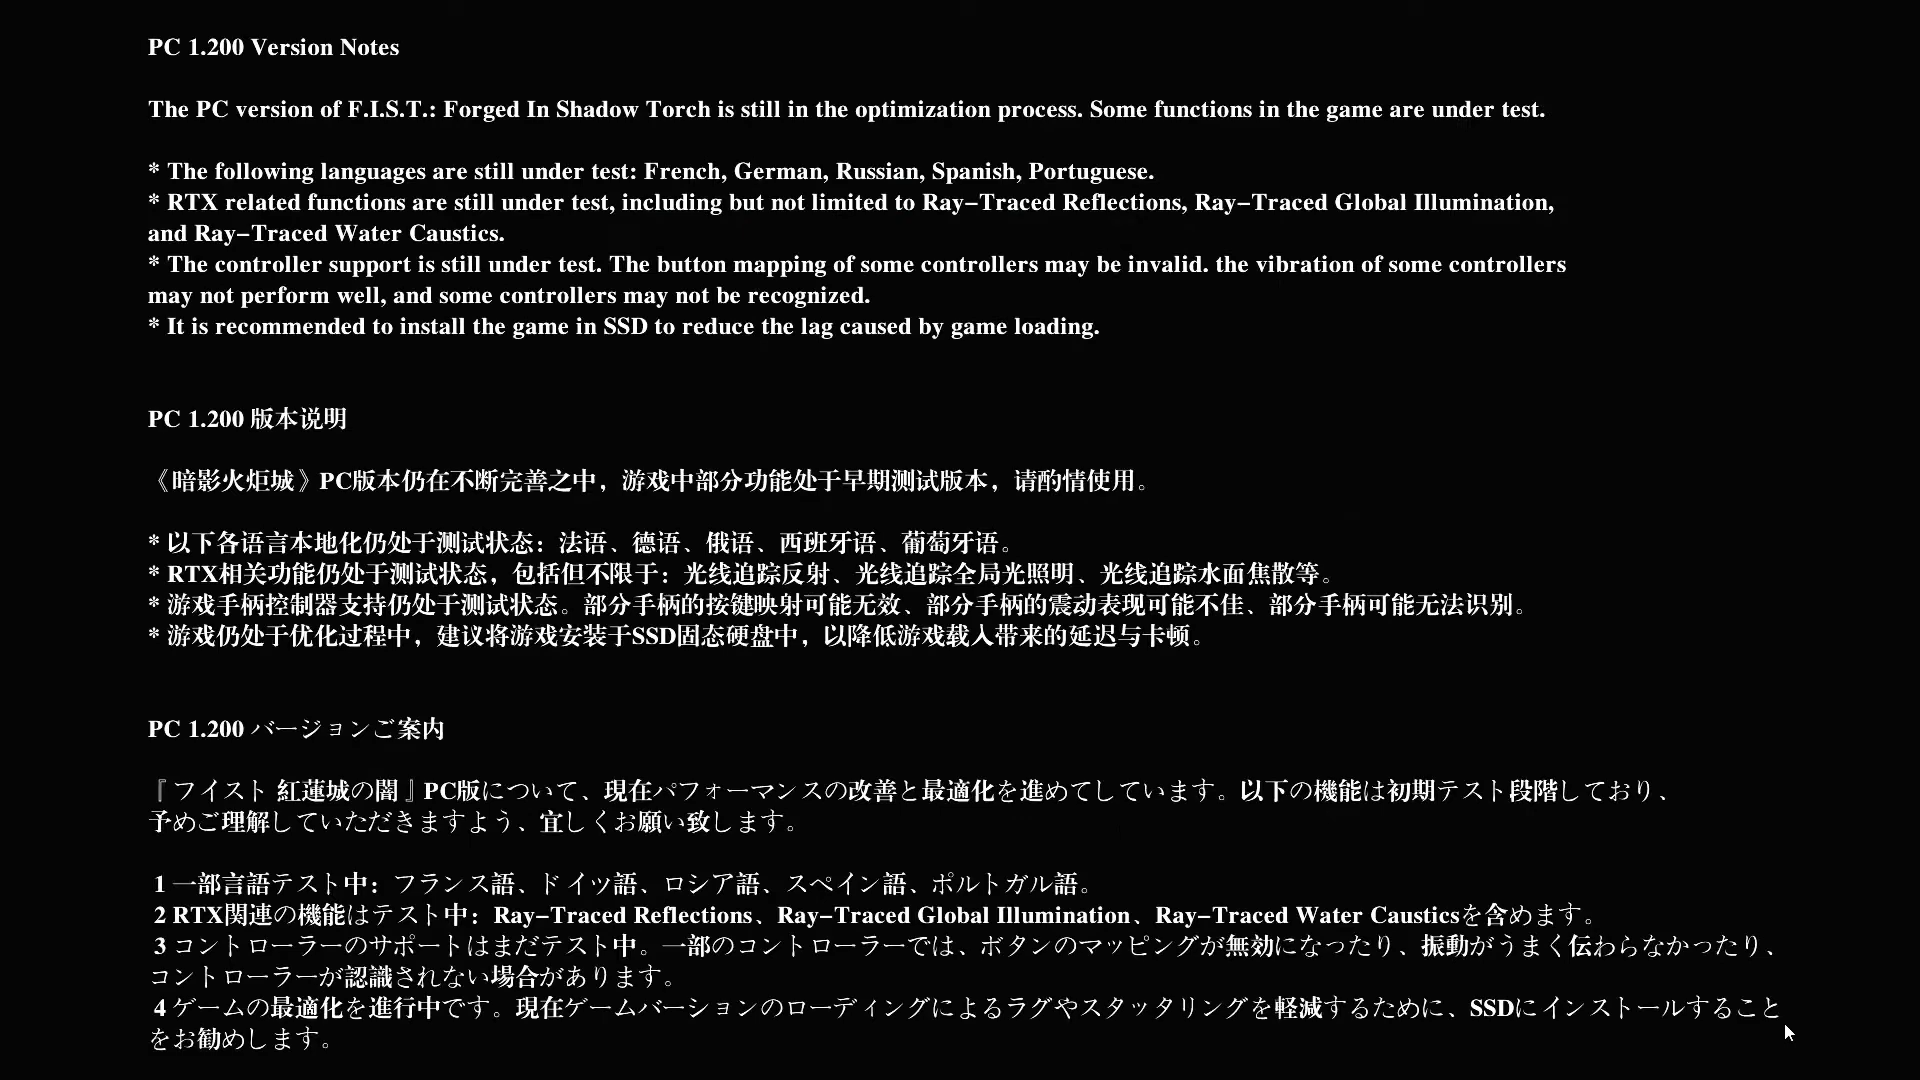 PC 1.200 Version Notes
The PC version of F.I.S.T.: Forged In Shadow Torch is still in the optimization process. Some functions in the game are under test.
* The following languages are still under test: French, German, Russian, Spanish, Portuguese.
* RTX related functions are still under test, including but not limited to Ray-Traced Reflections, Ray-Traced Global Illumination,
and Ray-Traced Water Caustics.
* The controller support is still under test. The button mapping of some controllers may be invalid. the vibration of some controllers
may not perform well, and some controllers may not be recognized.
* It is recommended to install the game in SSD to reduce the lag caused by game loading.
PC 1.200 版本说明
《暗影火炬城》PC版本仍在不断完善之中，游戏中部分功能处于早期测试版本，请酌情使用。
* 以下各语言本地化仍处于测试状态：法语、德语、俄语、西班牙语、葡萄牙语。
* RTX相关功能仍处于测试状态，包括但不限于：光线追踪反射、光线追踪全局光照明、光线追踪水面焦散等。
* 游戏手柄控制器支持仍处于测试状态。部分手柄的按键映射可能无效、部分手柄的震动表现可能不佳、部分手柄可能无法识别。
* 游戏仍处于优化过程中，建议将游戏安装于SSD固态硬盘中，以降低游戏载入带来的延迟与卡顿。
PC 1.200 バージョンご案内
『フイスト 紅蓮城の闇』PC版について、現在パフォーマンスの改善と最適化を進めてしています。以下の機能は初期テスト段階しており、
予めご理解していただきますよう、宜しくお願い致します。
1 一部言語テスト中：フランス語、ドイツ語、ロシア語、スペイン語、ポルトガル語。
2 RTX関連の機能はテスト中：Ray-Traced Reflections、Ray-Traced Global Illumination、Ray-Traced Water Causticsを含めます。
3 コントローラーのサポートはまだテスト中。一部のコントローラーでは、ボタンのマッピングが無効になったり、振動がうまく伝わらなかったり、
コントローラーが認識されない場合があります。
4 ゲームの最適化を進行中です。現在ゲームバーションのローディングによるラグやスタッタリングを軽減するために、SSDにインストールすること
をお勧めします。